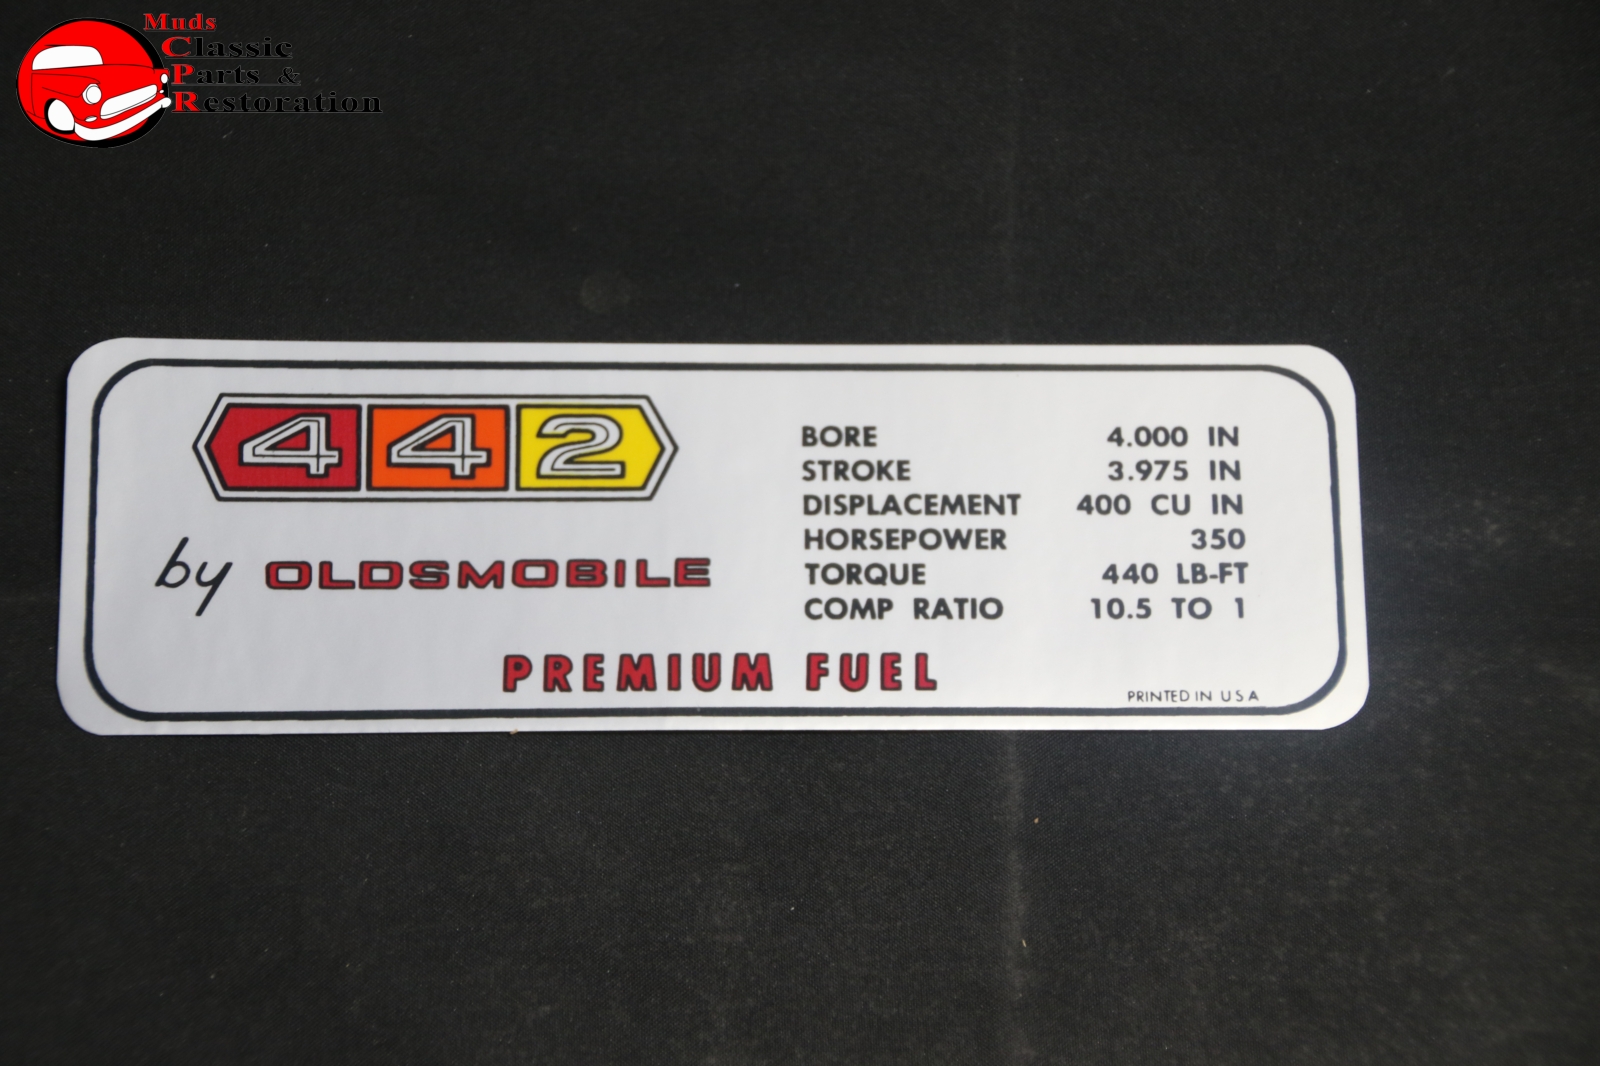 Muds
Classic
Parts &
Restoration
442
by OLDSMOBILE
BORE 4.000 IN
STROKE 3.975 IN
DISPLACEMENT 400 CU IN
HORSEPOWER 350
TORQUE 440 LB-FT
COMP RATIO 10.5 TO 1
PREMIUM FUEL
PRINTED IN U S A